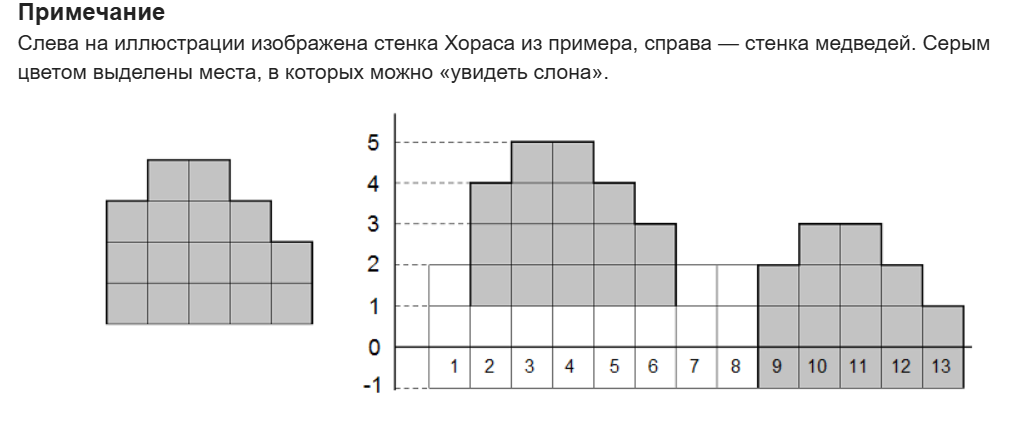 Примечание
Слева на иллюстрации изображена стенка Хораса из примера, справа — стенка медведей. Серым
цветом выделены места, в которых можно «увидеть слона».
5
4
3
2
1
0
1 2 3 4 5 6 7 8 9 10 11 12 13
-1